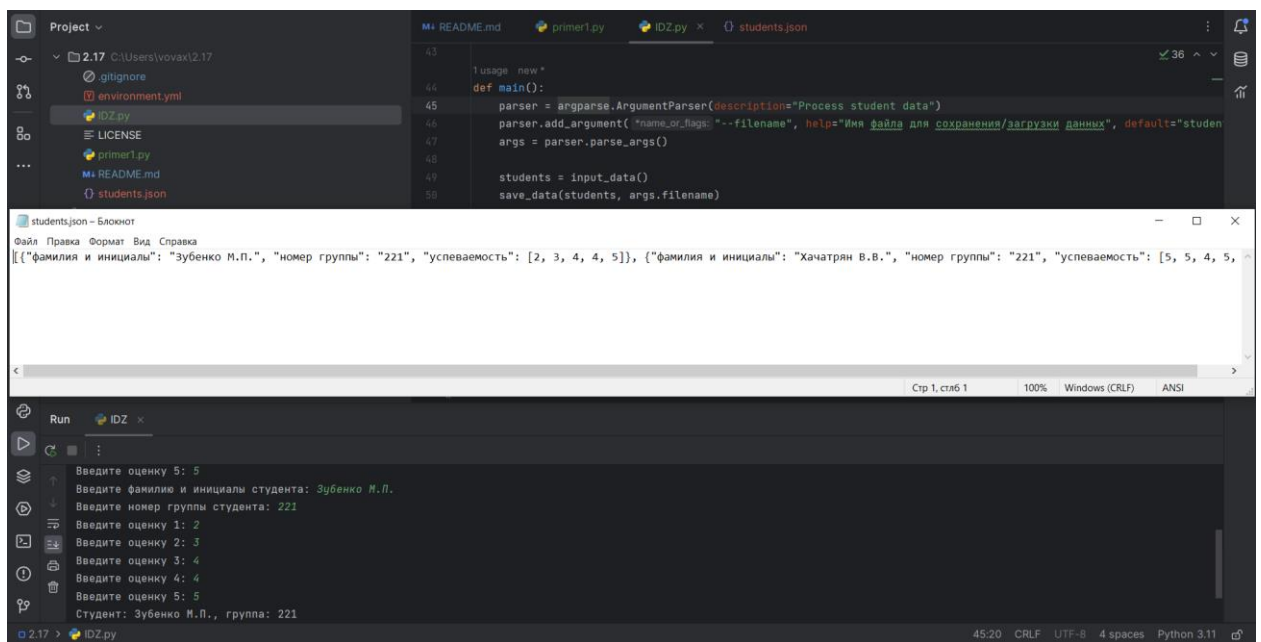 Project
README.md primer1.py IDZ.py × {} students.json
2.17 C:\Users\vovax\2.17
.gitignore
environment.yml
IDZ.py
LICENSE
primer1.py
README.md
{} students.json
36
43
1 usage new *
44 def main():
45 parser = argparse.ArgumentParser(description="Process student data")
46 parser.add_argument( *name_or_flags: "--filename", help="Имя файла для сохранения/загрузки данных", default="studen
47 args = parser.parse_args()
48
49 students = input_data()
50 save_data(students, args.filename)
students.json – Блокнот
Файл Правка Формат Вид Справка
[{"фамилия и инициалы": "Зубенко М.П.", "номер группы": "221", "успеваемость": [2, 3, 4, 4, 5]}, {"фамилия и инициалы": "Хачатрян В.В.", "номер группы": "221", "успеваемость": [5, 5, 4, 5,
Стр 1, стлб 1 100% Windows (CRLF) ANSI
Run IDZ ×
Введите оценку 5: 5
Введите фамилию и инициалы студента: Зубенко М.П.
Введите номер группы студента: 221
Введите оценку 1: 2
Введите оценку 2: 3
Введите оценку 3: 4
Введите оценку 4: 4
Введите оценку 5: 5
Студент: Зубенко М.П., группа: 221
2.17 > IDZ.py 45:20 CRLF UTF-8 4 spaces Python 3.11